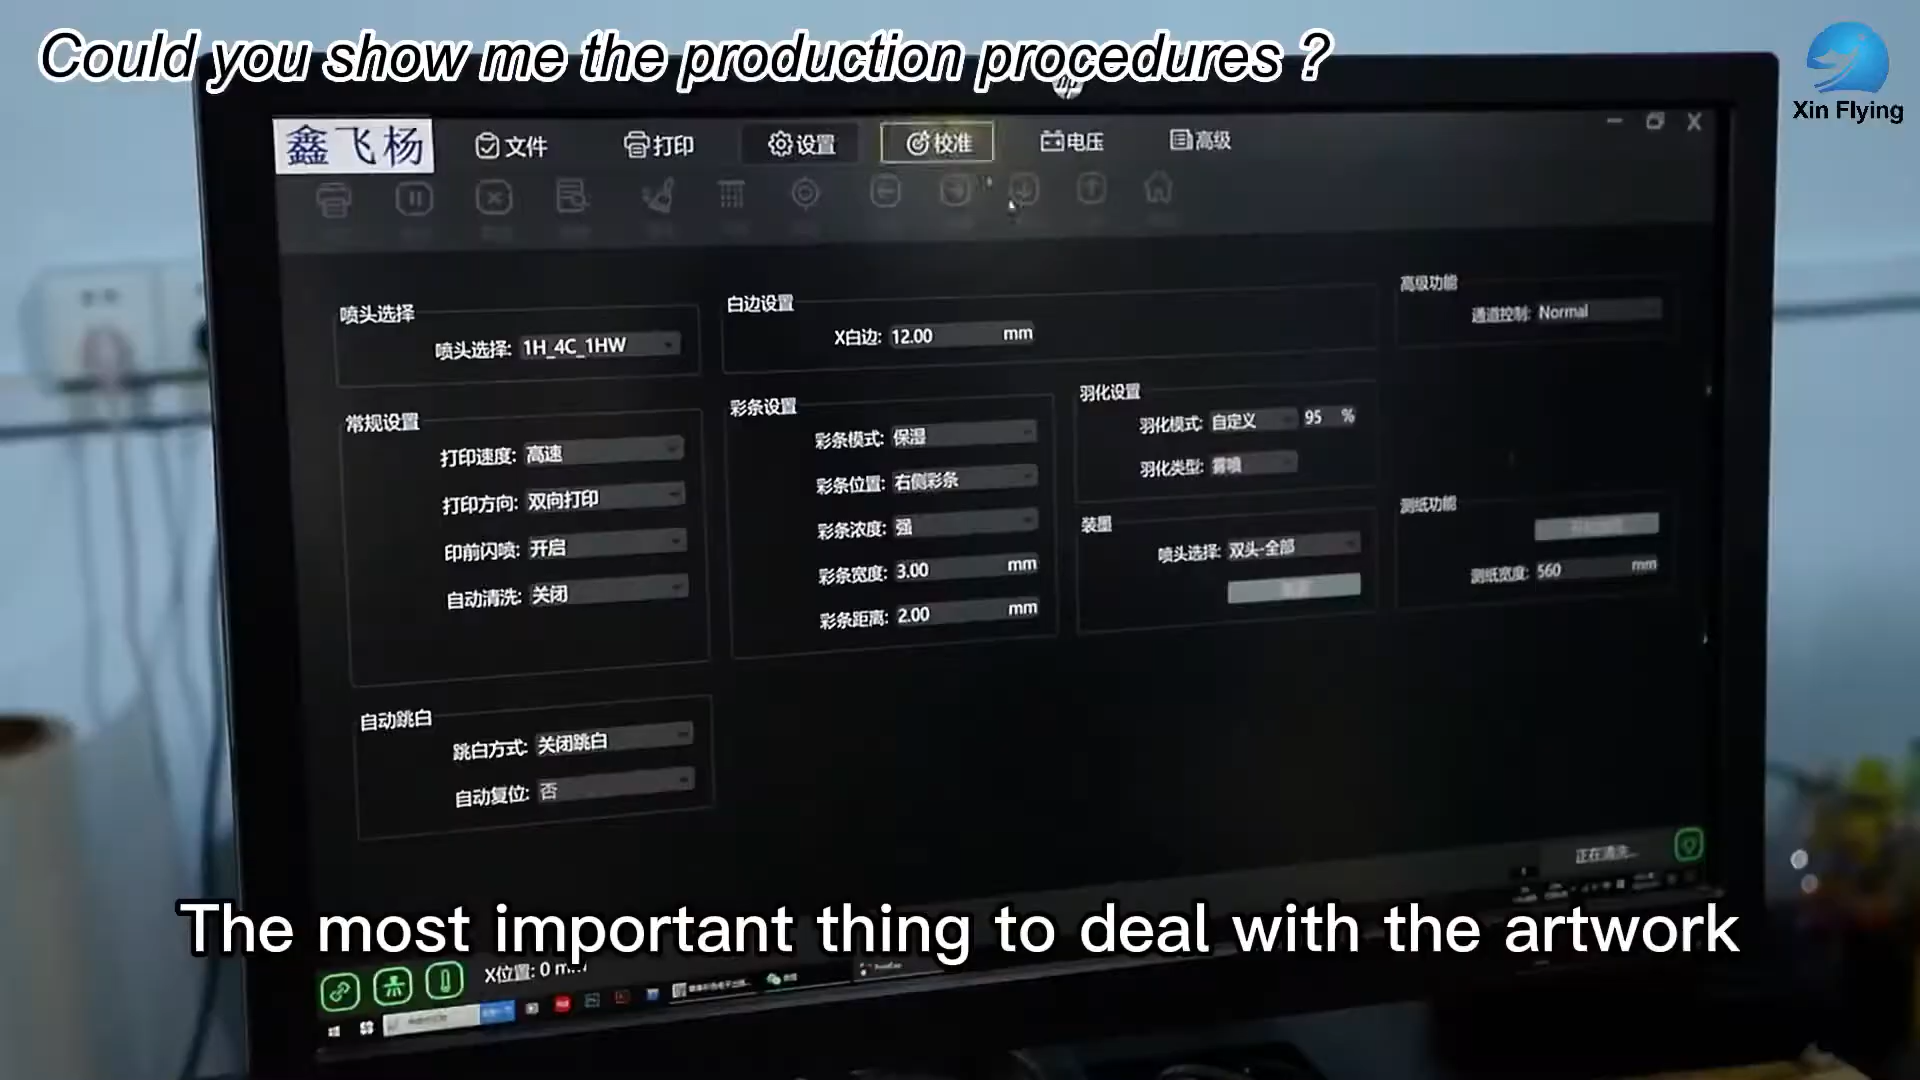 Could you show me the production procedures ?
Xin Flying
hp
鑫飞杨
文件
打印
设置
校准
电压
高级
喷头选择
喷头选择: 1H_4C_1HW
白边设置
X白边: 12.00 mm
高级功能
通道控制: Normal
常规设置
打印速度: 高速
打印方向: 双向打印
印前闪喷: 开启
自动清洗: 关闭
彩条设置
彩条模式: 保湿
彩条位置: 右侧彩条
彩条浓度: 强
彩条宽度: 3.00 mm
彩条距离: 2.00 mm
羽化设置
羽化模式: 自定义 95 %
羽化类型: 雾喷
装墨
喷头选择: 双头-全部
测纸功能
测纸宽度: 560 mm
自动跳白
跳白方式: 关闭跳白
自动复位: 否
正在清洗...
The most important thing to deal with the artwork
X位置: 0 mm